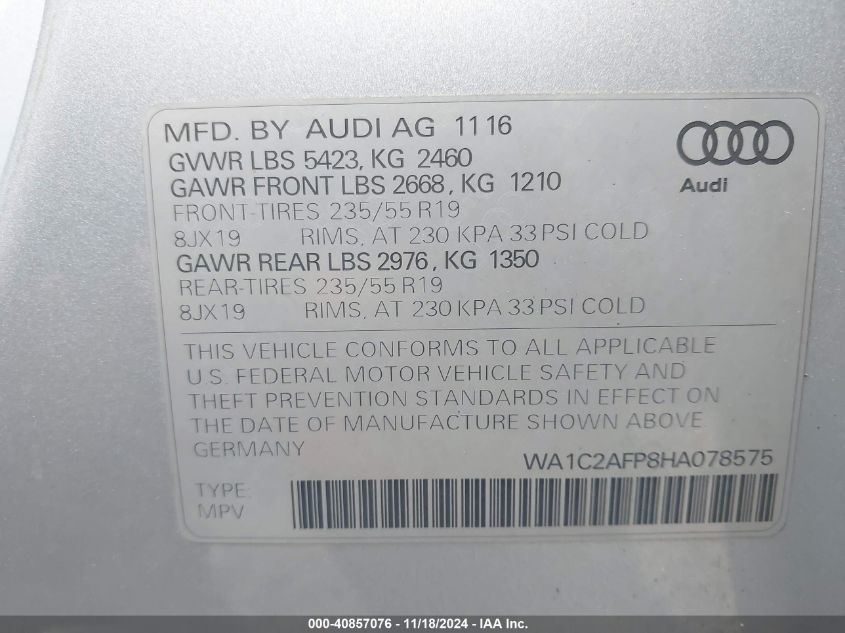 MFD. BY AUDI AG 11 16
GVWR LBS 5423, KG 2460
GAWR FRONT LBS 2668, KG 1210
Audi
FRONT-TIRES 235/55 R19
8JX19 RIMS, AT 230 KPA 33 PSI COLD
GAWR REAR LBS 2976, KG 1350
REAR-TIRES 235/55 R19
8JX19 RIMS, AT 230 KPA 33 PSI COLD
THIS VEHICLE CONFORMS TO ALL APPLICABLE
U.S. FEDERAL MOTOR VEHICLE SAFETY AND
THEFT PREVENTION STANDARDS IN EFFECT ON
THE DATE OF MANUFACTURE SHOWN ABOVE
GERMANY
WA1C2AFP8HA078575
TYPE:
MPV
000-40857076 - 11/18/2024 - IAA Inc.